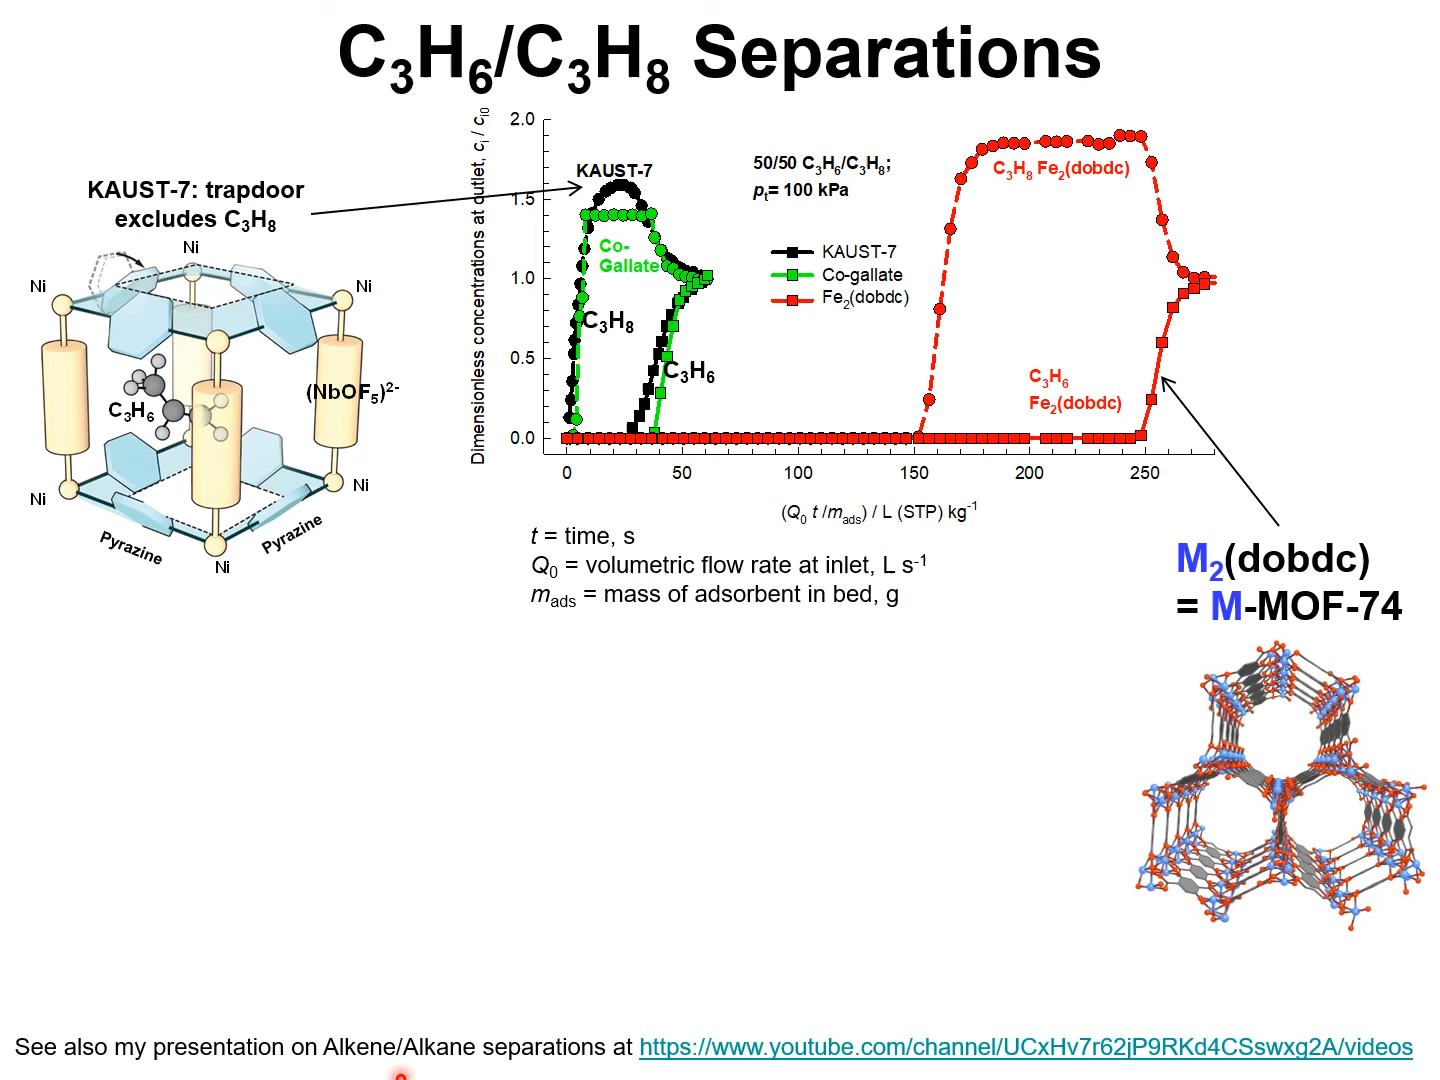 C3H6/C3H8 Separations
KAUST-7: trapdoor
excludes C3H8
Ni
Ni
Ni
(NbOF5)2-
C3H6
Ni
Ni
Pyrazine
Pyrazine
Ni
Dimensionless concentrations at outlet, ci / ci0
2.0
1.5
1.0
0.5
0.0
0
50
100
150
200
250
KAUST-7
Co-
Gallate
C3H8
C3H6
50/50 C3H6/C3H8;
pt= 100 kPa
KAUST-7
Co-gallate
Fe2(dobdc)
C3H8 Fe2(dobdc)
C3H6
Fe2(dobdc)
(Q0 t /mads) / L (STP) kg-1
t = time, s
Q0 = volumetric flow rate at inlet, L s-1
mads = mass of adsorbent in bed, g
M2(dobdc)
= M-MOF-74
See also my presentation on Alkene/Alkane separations at https://www.youtube.com/channel/UCxHv7r62jP9RKd4CSswxg2A/videos